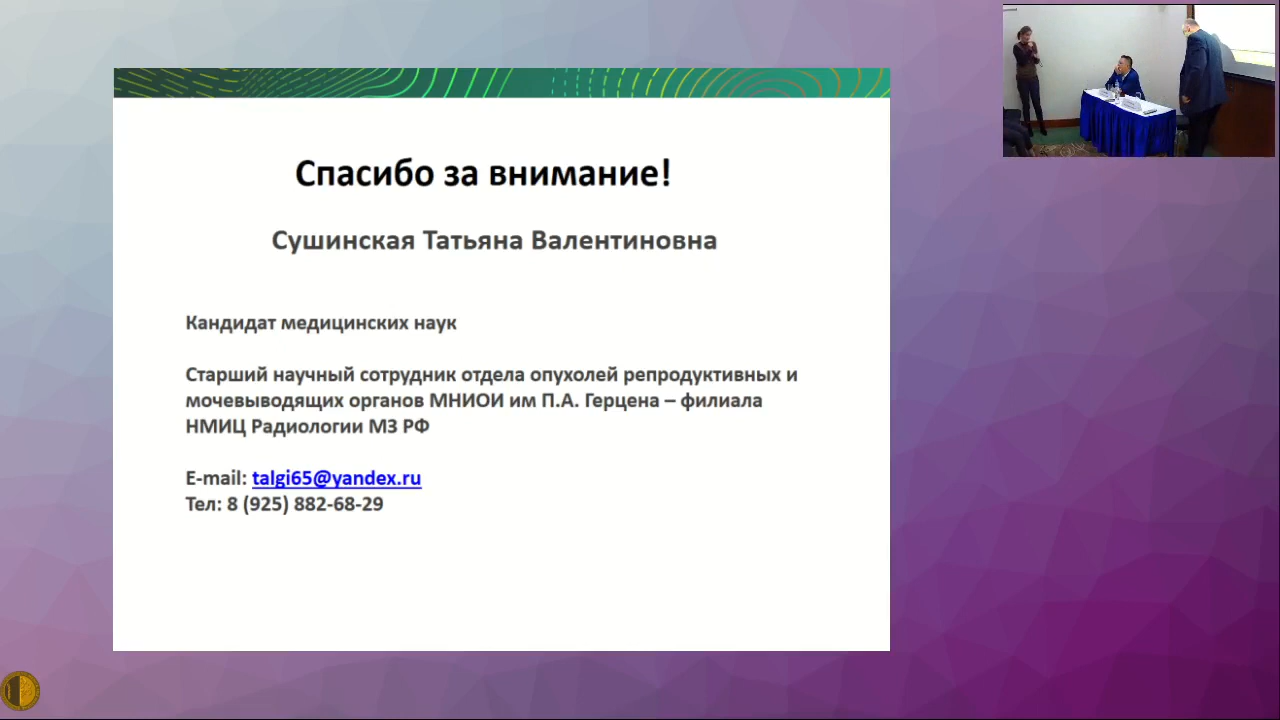 Спасибо за внимание!
Сушинская Татьяна Валентиновна
Кандидат медицинских наук
Старший научный сотрудник отдела опухолей репродуктивных и
мочевыводящих органов МНИОИ им П.А. Герцена – филиала
НМИЦ Радиологии МЗ РФ
E-mail: talgi65@yandex.ru
Тел: 8 (925) 882-68-29